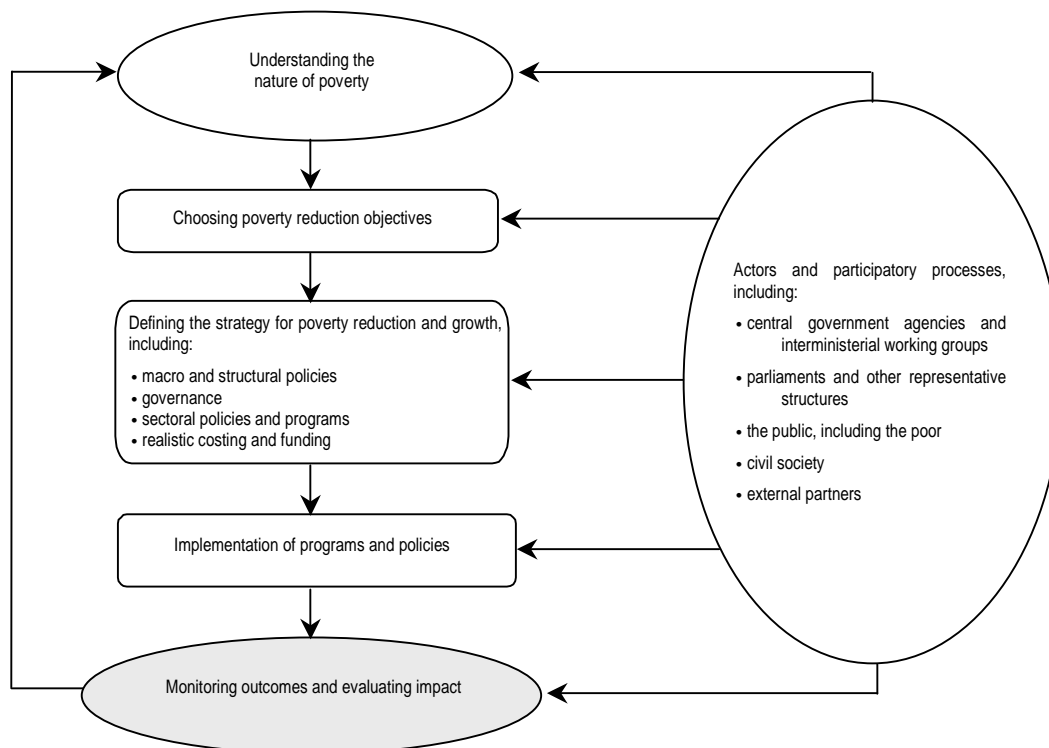 Understanding the
nature of poverty
Choosing poverty reduction objectives
Defining the strategy for poverty reduction and growth,
including:
• macro and structural policies
• governance
• sectoral policies and programs
• realistic costing and funding
Implementation of programs and policies
Monitoring outcomes and evaluating impact
Actors and participatory processes,
including:
• central government agencies and
interministerial working groups
• parliaments and other representative
structures
• the public, including the poor
• civil society
• external partners